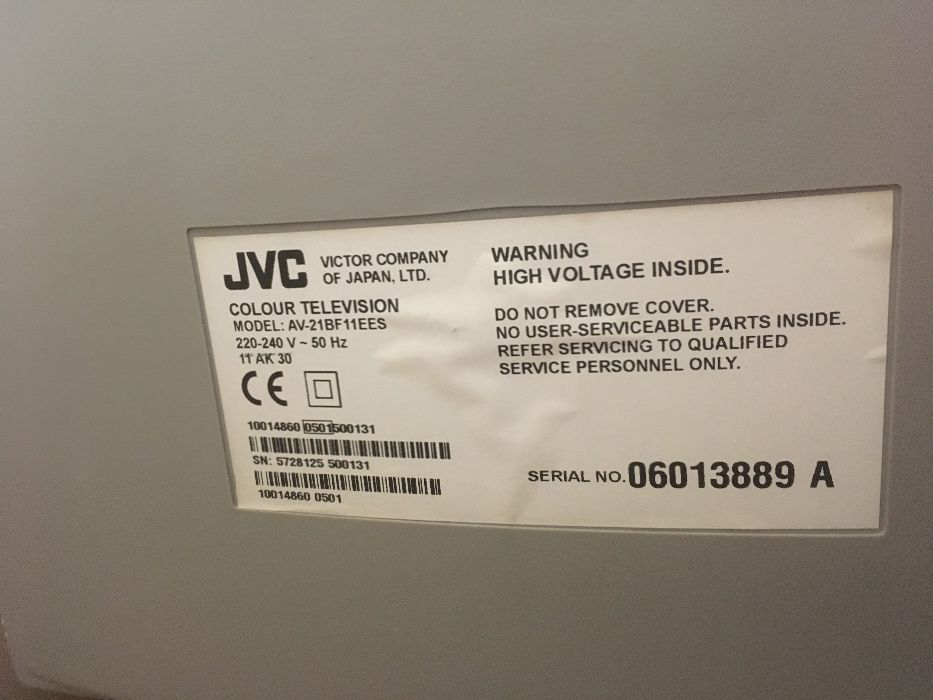 JVC VICTOR COMPANY
OF JAPAN, LTD.
COLOUR TELEVISION
MODEL: AV-21BF11EES
220-240 V ~ 50 Hz
11 AK 30
CE
10014860 0501500131
SN: 5728125 500131
10014860 0501
WARNING
HIGH VOLTAGE INSIDE.
DO NOT REMOVE COVER.
NO USER-SERVICEABLE PARTS INSIDE.
REFER SERVICING TO QUALIFIED
SERVICE PERSONNEL ONLY.
SERIAL NO. 06013889 A